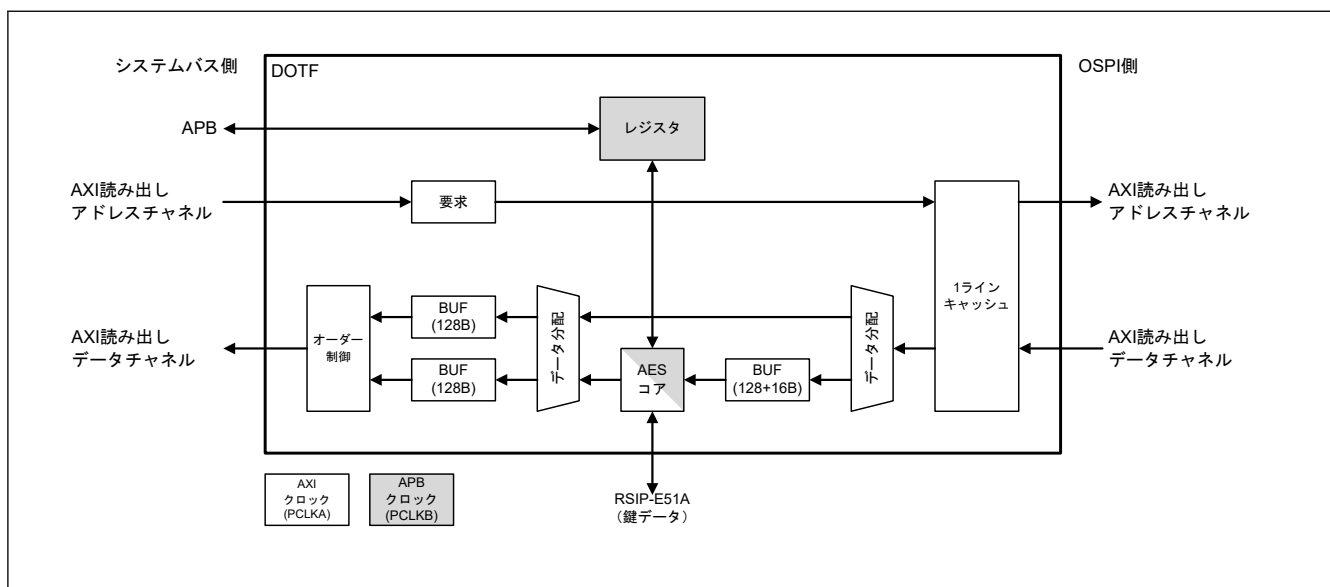 システムバス側
DOTF
OSPI側
APB
レジスタ
AXI読み出し
アドレスチャネル
要求
AXI読み出し
アドレスチャネル
1ライン
キャッシュ
オーダー
制御
BUF
(128B)
BUF
(128B)
データ分配
AES
コア
BUF
(128+16B)
データ分配
AXI読み出し
データチャネル
AXI読み出し
データチャネル
AXI
クロック
(PCLKA)
APB
クロック
(PCLKB)
RSIP-E51A
(鍵データ)